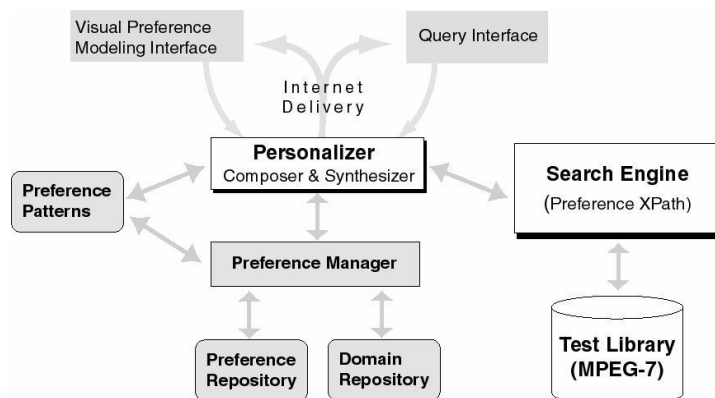 Visual Preference
Modeling Interface
Query Interface
Internet
Delivery
Personalizer
Composer & Synthesizer
Search Engine
(Preference XPath)
Preference
Patterns
Preference Manager
Preference
Repository
Domain
Repository
Test Library
(MPEG-7)